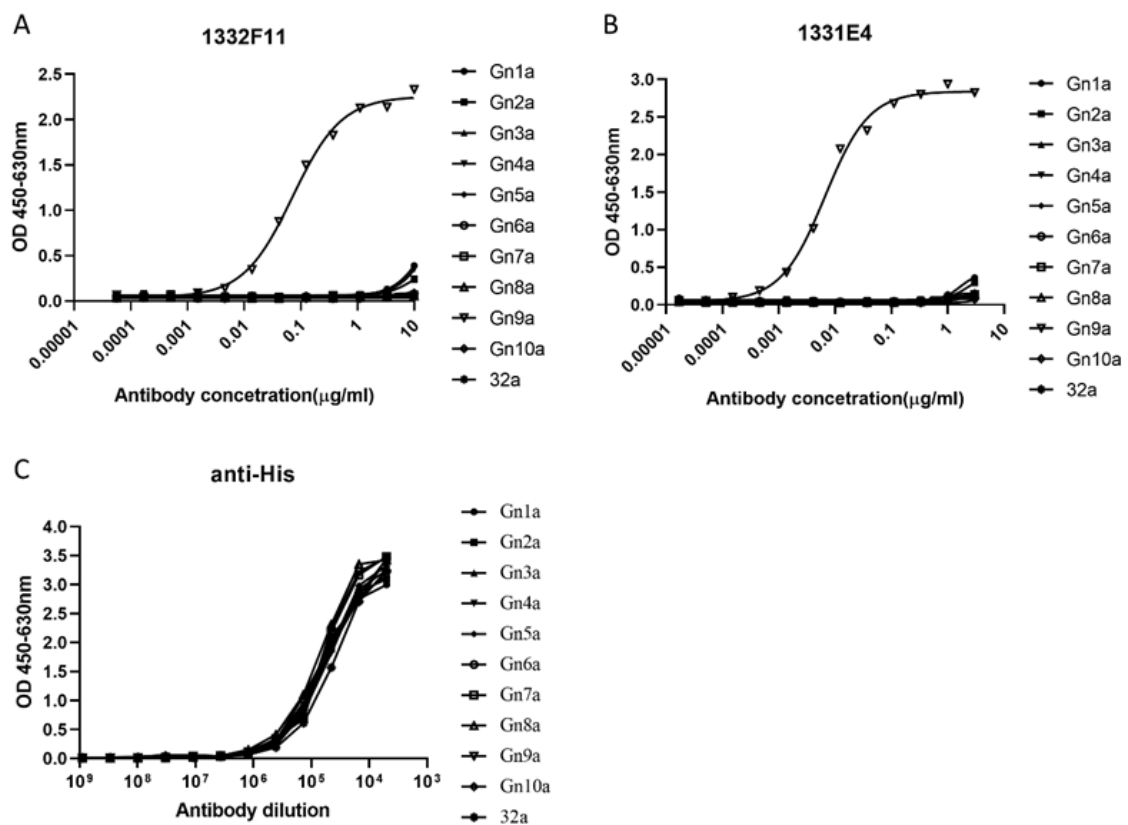 A
1332F11
OD 450-630nm
2.5
2.0
1.5
1.0
0.5
0.0
0.00001
0.0001
0.001
0.01
0.1
1
10
Antibody concetration(μg/ml)
Gn1a
Gn2a
Gn3a
Gn4a
Gn5a
Gn6a
Gn7a
Gn8a
Gn9a
Gn10a
32a
B
1331E4
OD 450-630nm
3.0
2.5
2.0
1.5
1.0
0.5
0.0
0.00001
0.0001
0.001
0.01
0.1
1
10
Antibody concetration(μg/ml)
Gn1a
Gn2a
Gn3a
Gn4a
Gn5a
Gn6a
Gn7a
Gn8a
Gn9a
Gn10a
32a
C
anti-His
OD 450-630nm
4.0
3.5
3.0
2.5
2.0
1.5
1.0
0.5
0.0
10⁹ 10⁸ 10⁷ 10⁶ 10⁵ 10⁴ 10³
Antibody dilution
Gn1a
Gn2a
Gn3a
Gn4a
Gn5a
Gn6a
Gn7a
Gn8a
Gn9a
Gn10a
32a